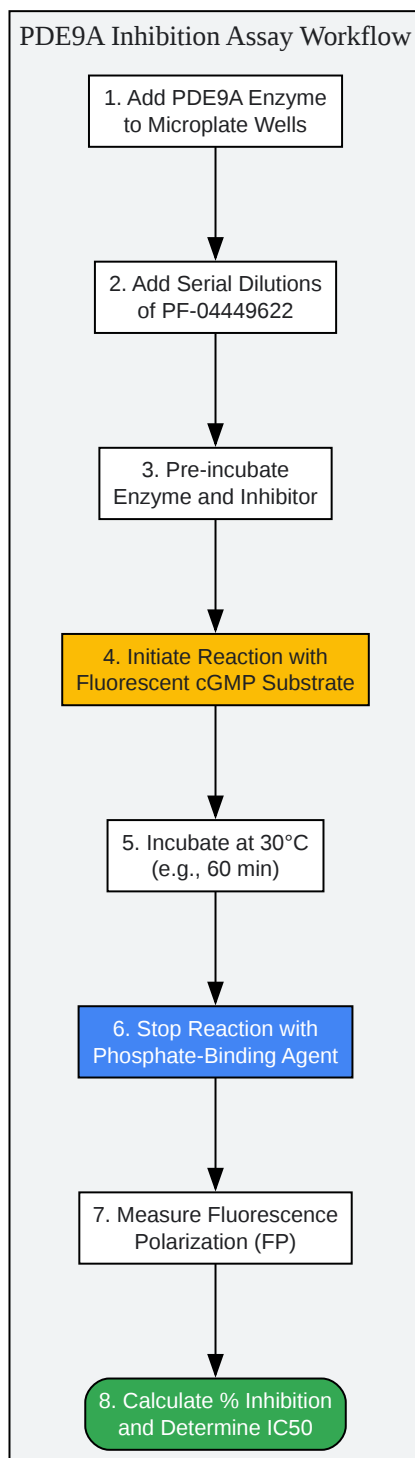 PDE9A Inhibition Assay Workflow
1. Add PDE9A Enzyme
to Microplate Wells
2. Add Serial Dilutions
of PF-04449622
3. Pre-incubate
Enzyme and Inhibitor
4. Initiate Reaction with
Fluorescent cGMP Substrate
5. Incubate at 30°C
(e.g., 60 min)
6. Stop Reaction with
Phosphate-Binding Agent
7. Measure Fluorescence
Polarization (FP)
8. Calculate % Inhibition
and Determine IC50